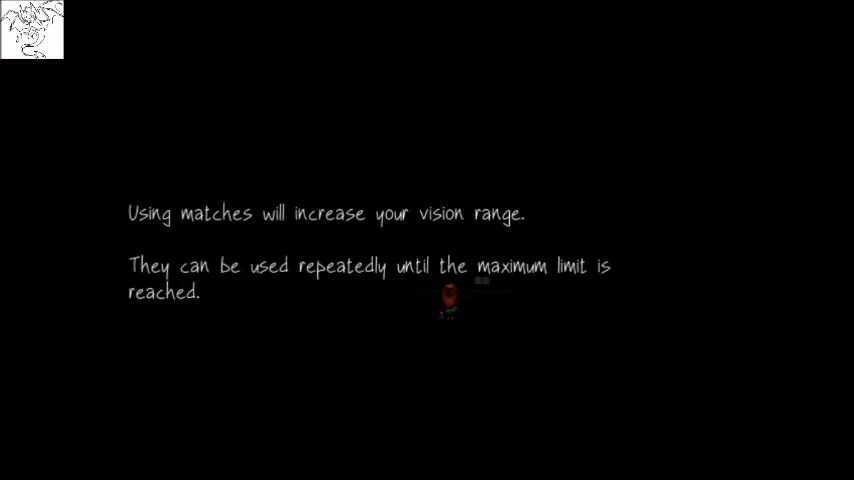 Using matches will increase your vision range.
They can be used repeatedly until the maximum limit is
reached.